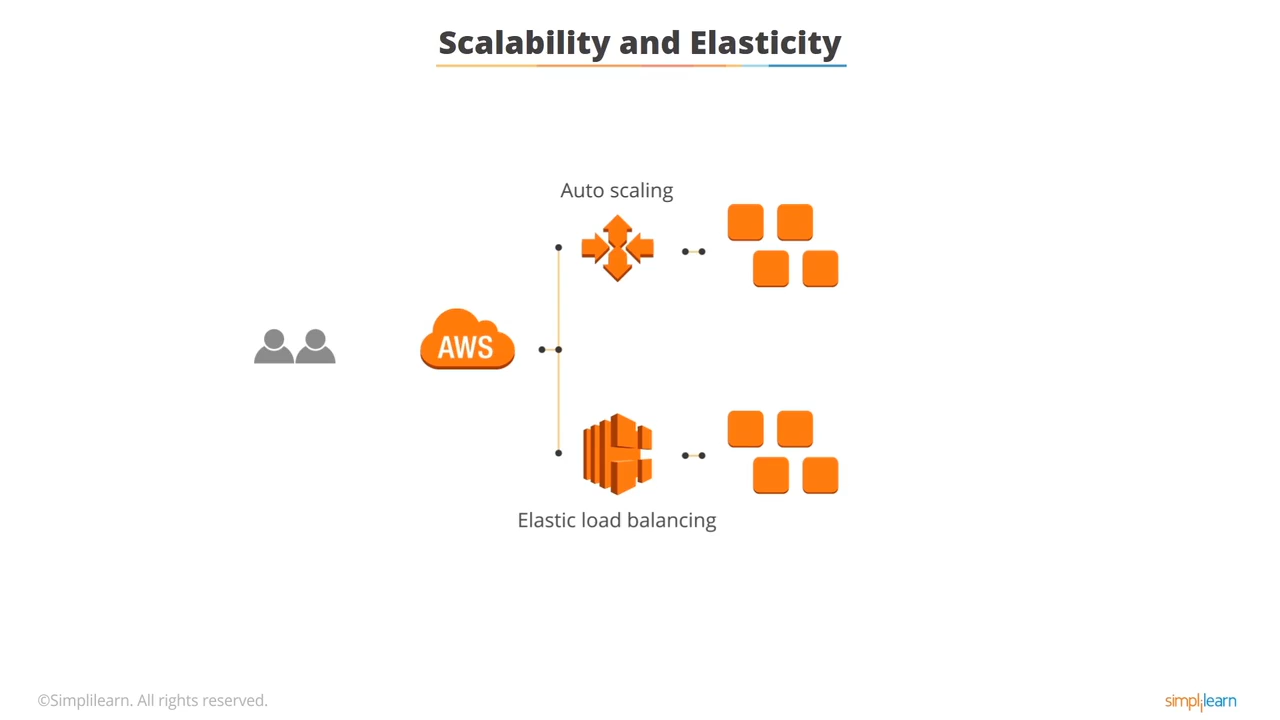 Scalability and Elasticity
Auto scaling
AWS
Elastic load balancing
©Simplilearn. All rights reserved.
simplilearn